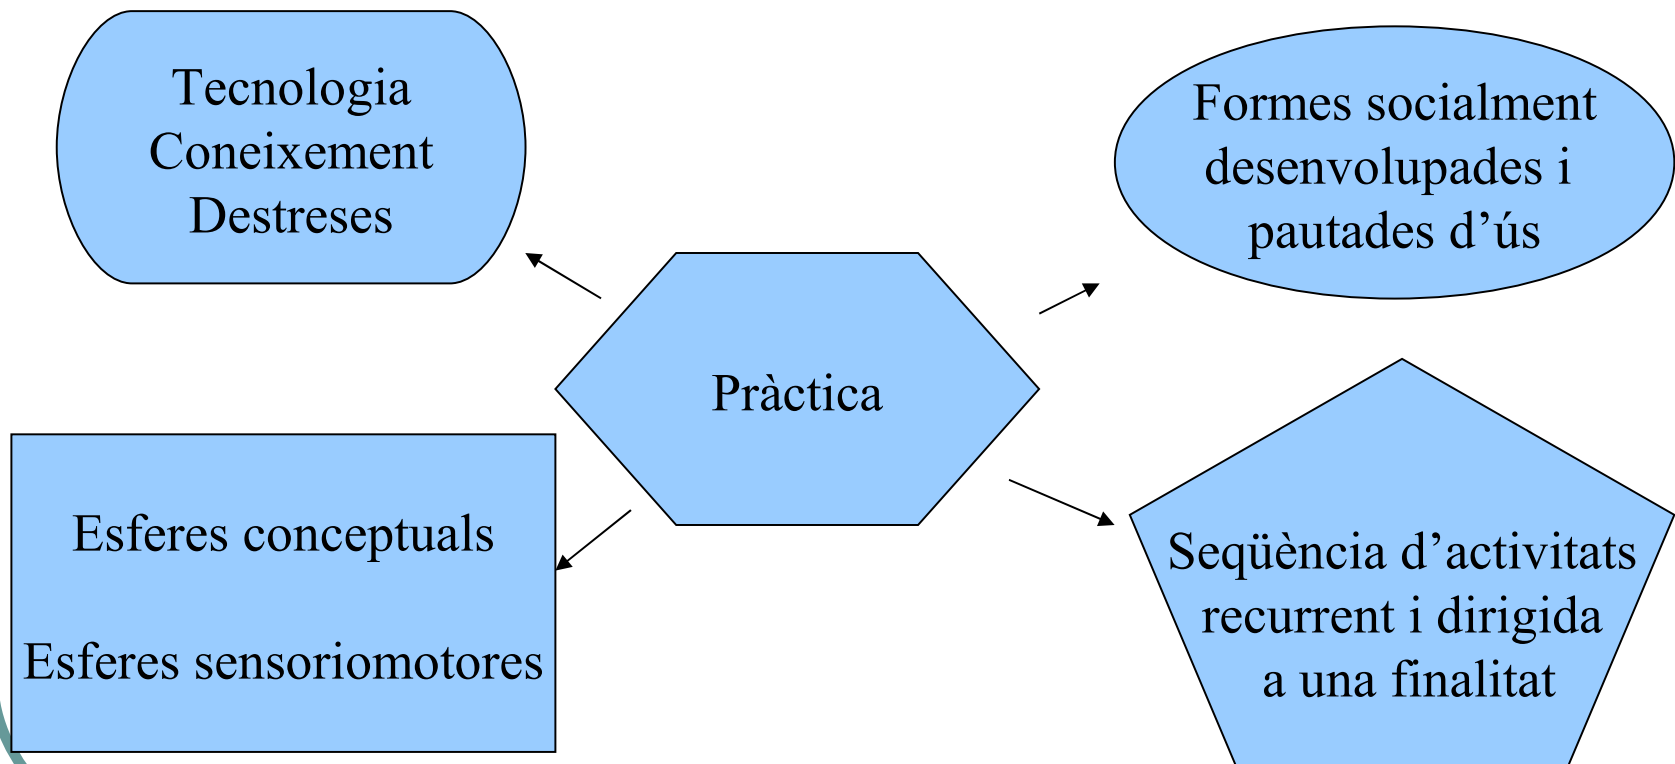 Tecnologia
Coneixement
Destreses
Formes socialment
desenvolupades i
pautades d’ús
Pràctica
Esferes conceptuals
Esferes sensoriomotores
Seqüència d’activitats
recurrent i dirigida
a una finalitat